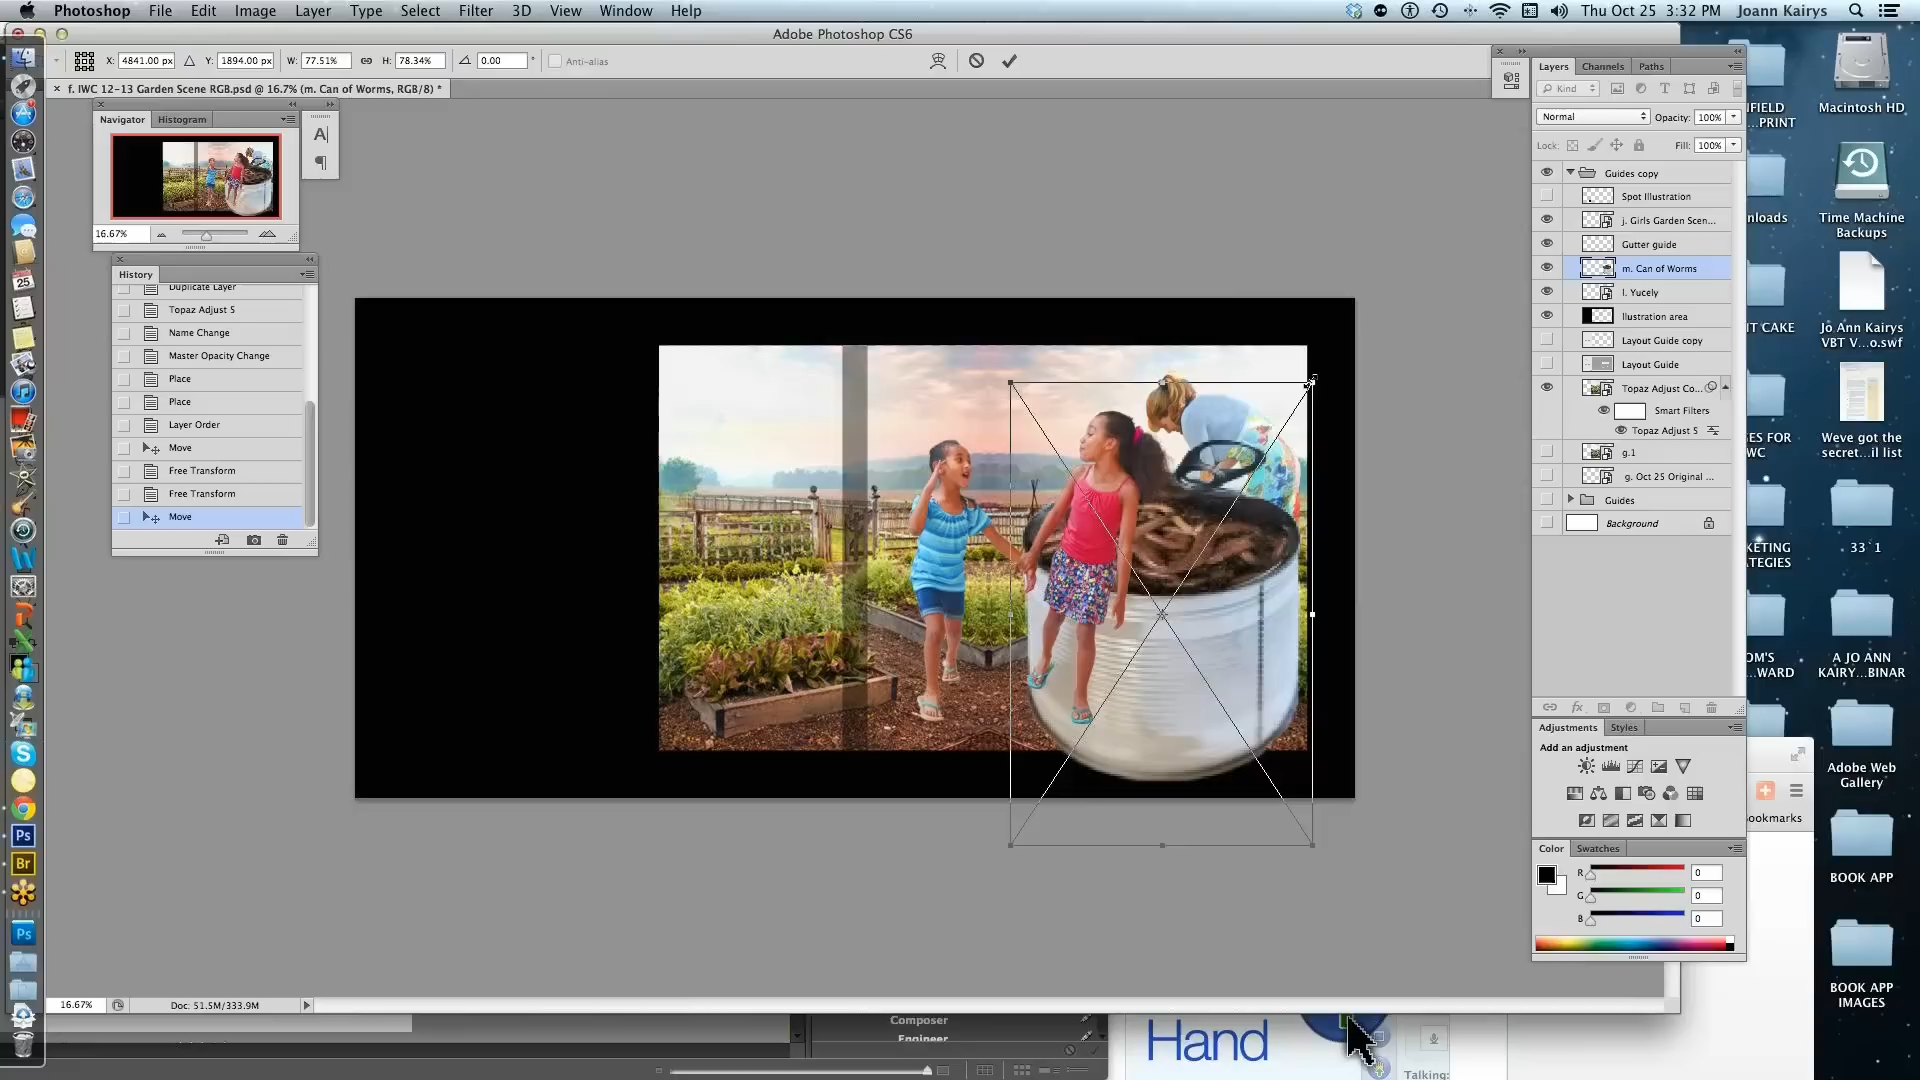 Photoshop File Edit Image Layer Type Select Filter 3D View Window Help
Thu Oct 25 3:32 PM Joann Kairys
Adobe Photoshop CS6
X: 4841.00 px Y: 1894.00 px W: 77.51% H: 78.34% 0.00 ° Anti-alias
× f. IWC 12-13 Garden Scene RGB.psd @ 16.7% (m. Can of Worms, RGB/8) *
Navigator Histogram
16.67%
A
History
Duplicate Layer
Topaz Adjust 5
Name Change
Master Opacity Change
Place
Place
Layer Order
Move
Free Transform
Free Transform
Move
Layers Channels Paths
Kind
Normal Opacity: 100%
Lock: Fill: 100%
Guides copy
Spot Illustration
j. Girls Garden Scen...
Gutter guide
m. Can of Worms
l. Yucely
Ilustration area
Layout Guide copy
Layout Guide
Topaz Adjust Co...
Smart Filters
Topaz Adjust 5
g.1
g. Oct 25 Original ...
Guides
Background
fx
Adjustments Styles
Add an adjustment
Color Swatches
R 0
G 0
B 0
16.67% Doc: 51.5M/333.9M
Composer
Engineer
Hand
Talking:
ookmarks
Macintosh HD
IFIELD
...PRINT
Time Machine
Backups
nloads
Jo Ann Kairys
VBT V...o.swf
IT CAKE
Weve got the
secret...il list
ES FOR
WC
33`1
KETING
ATEGIES
A JO ANN
KAIRY...BINAR
OM'S
...WARD
Adobe Web
Gallery
BOOK APP
BOOK APP
IMAGES
25
Ps
Br
Ps